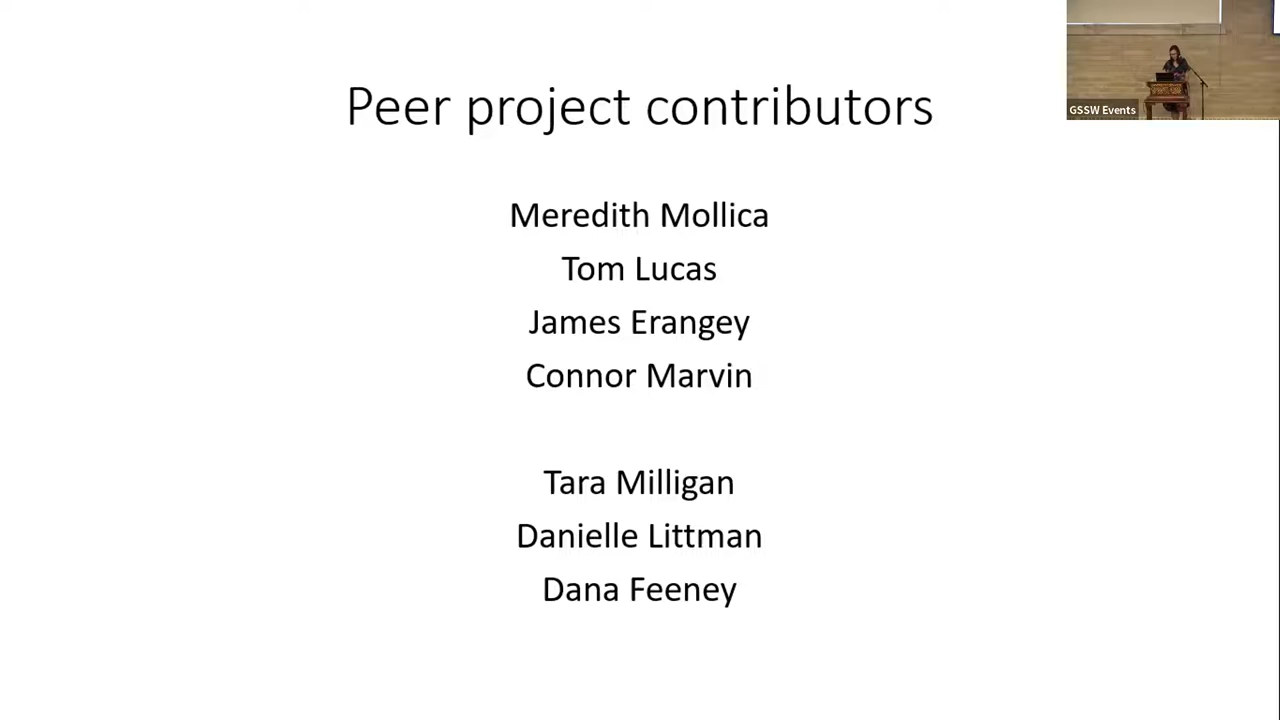 Peer project contributors
GSSW Events
Meredith Mollica
Tom Lucas
James Erangey
Connor Marvin
Tara Milligan
Danielle Littman
Dana Feeney